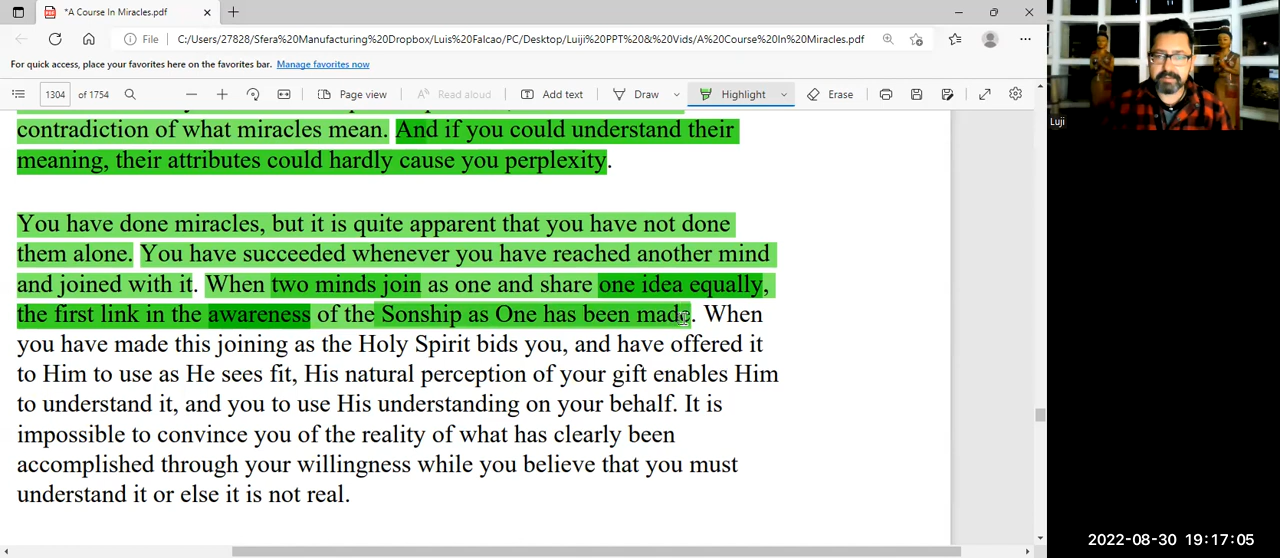 *A Course In Miracles.pdf
File
C:/Users/27828/Sfera%20Manufacturing%20Dropbox/Luis%20Falcao/PC/Desktop/Luiji%20PPT%20&%20Vids/A%20Course%20In%20Miracles.pdf
For quick access, place your favorites here on the favorites bar. Manage favorites now
1304 of 1754
Page view
Read aloud
Add text
Draw
Highlight
Erase
contradiction of what miracles mean. And if you could understand their
meaning, their attributes could hardly cause you perplexity.
You have done miracles, but it is quite apparent that you have not done
them alone. You have succeeded whenever you have reached another mind
and joined with it. When two minds join as one and share one idea equally,
the first link in the awareness of the Sonship as One has been made. When
you have made this joining as the Holy Spirit bids you, and have offered it
to Him to use as He sees fit, His natural perception of your gift enables Him
to understand it, and you to use His understanding on your behalf. It is
impossible to convince you of the reality of what has clearly been
accomplished through your willingness while you believe that you must
understand it or else it is not real.
Luji
2022-08-30 19:17:05